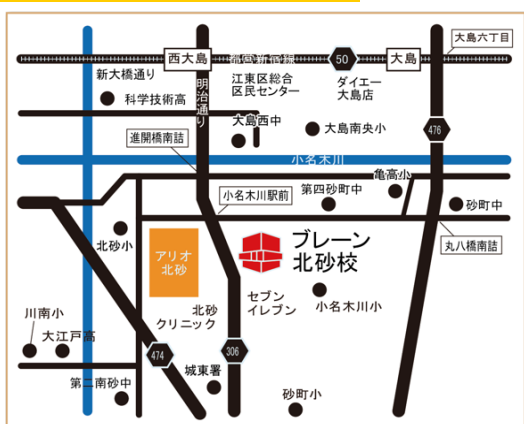 大島六丁目
西大島
都営新宿線
50
大島
新大橋通り
明治通り
江東区総合
区民センター
ダイエー
大島店
科学技術高
大島西中
大島南央小
476
進開橋南詰
小名木川
亀高小
小名木川駅前
第四砂町中
砂町中
北砂小
アリオ
北砂
ブレーン
北砂校
丸八橋南詰
セブン
イレブン
小名木川小
川南小
北砂
クリニック
大江戸高
474
306
城東署
第二南砂中
砂町小